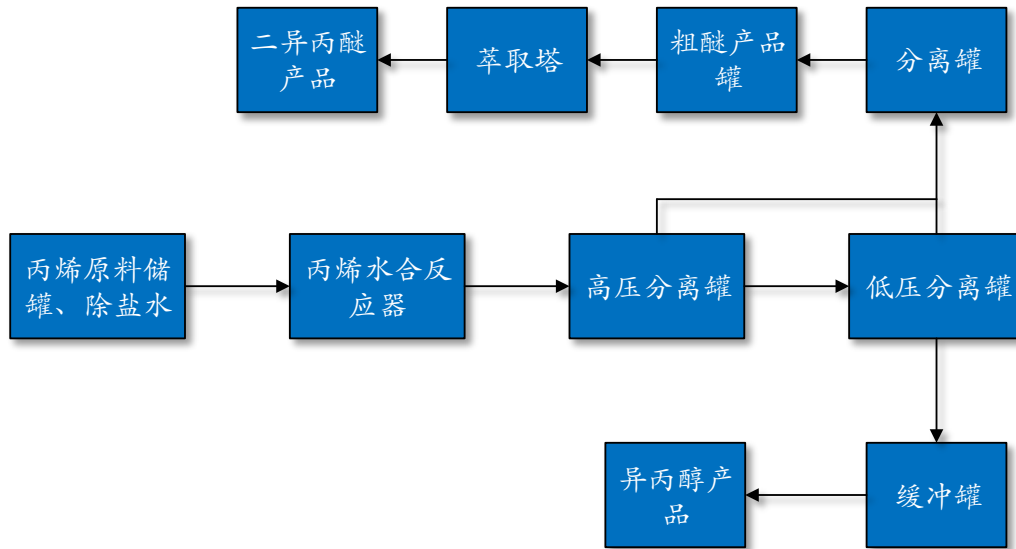 二异丙醚
产品
萃取塔
粗醚产品
罐
分离罐
丙烯原料储
罐、除盐水
丙烯水合反
应器
高压分离罐
低压分离罐
异丙醇产
品
缓冲罐